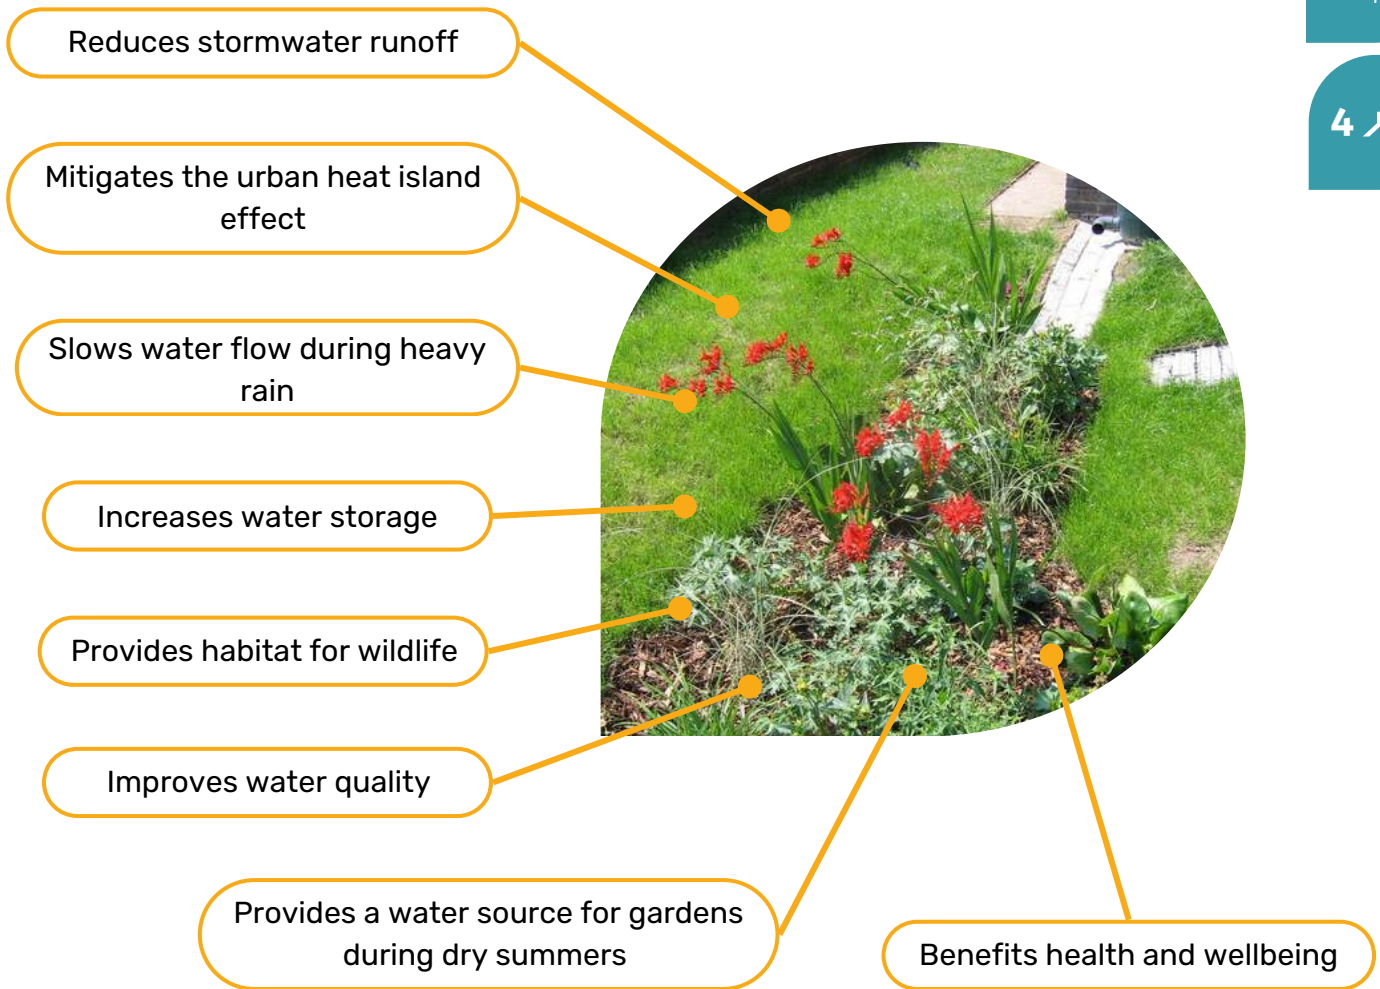 Reduces stormwater runoff
4
Mitigates the urban heat island
effect
Slows water flow during heavy
rain
Increases water storage
Provides habitat for wildlife
Improves water quality
Provides a water source for gardens
during dry summers
Benefits health and wellbeing